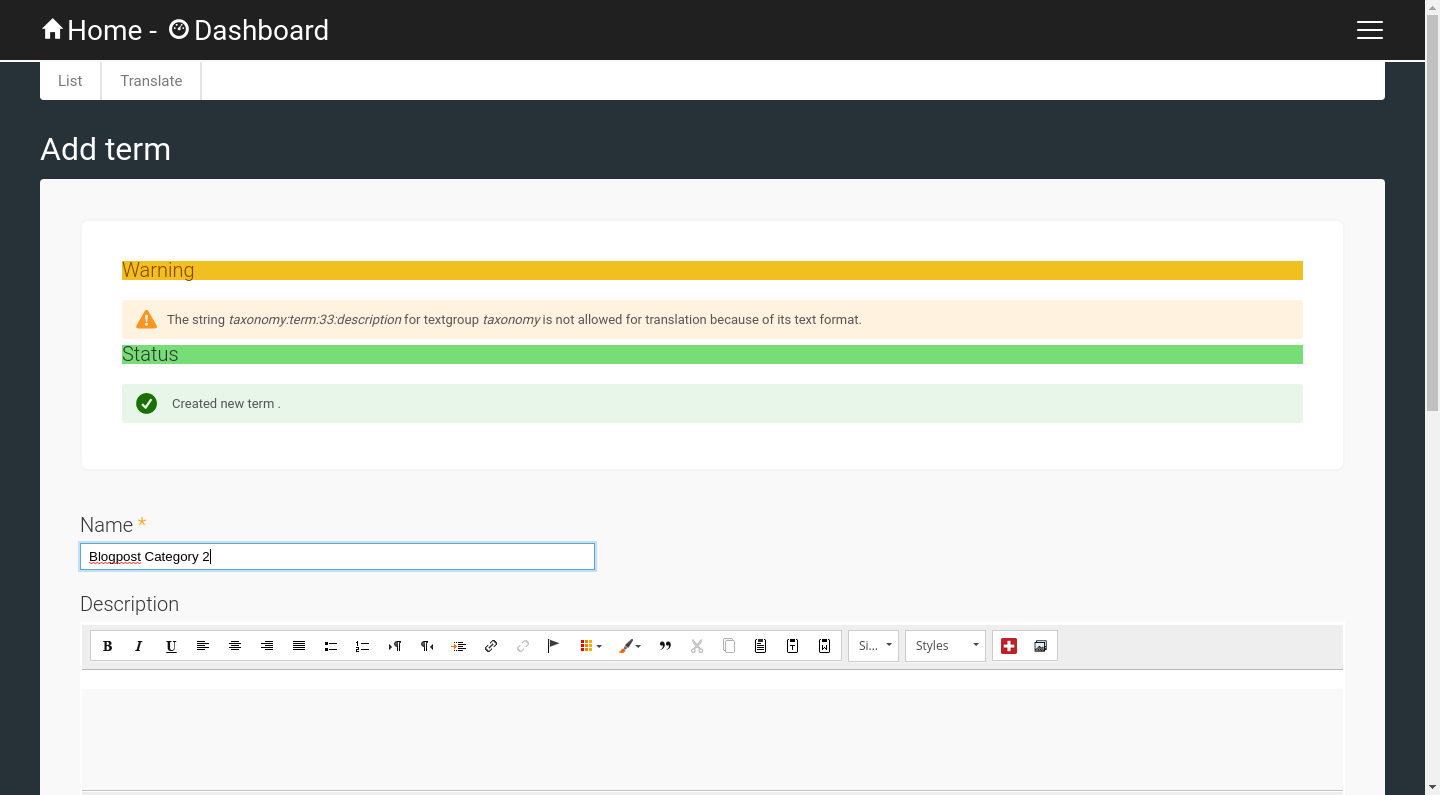 Home - Dashboard
List Translate
Add term
Warning
The string taxonomy:term:33:description for textgroup taxonomy is not allowed for translation because of its text format.
Status
Created new term .
Name *
Blogpost Category 2
Description
B I U Si... Styles